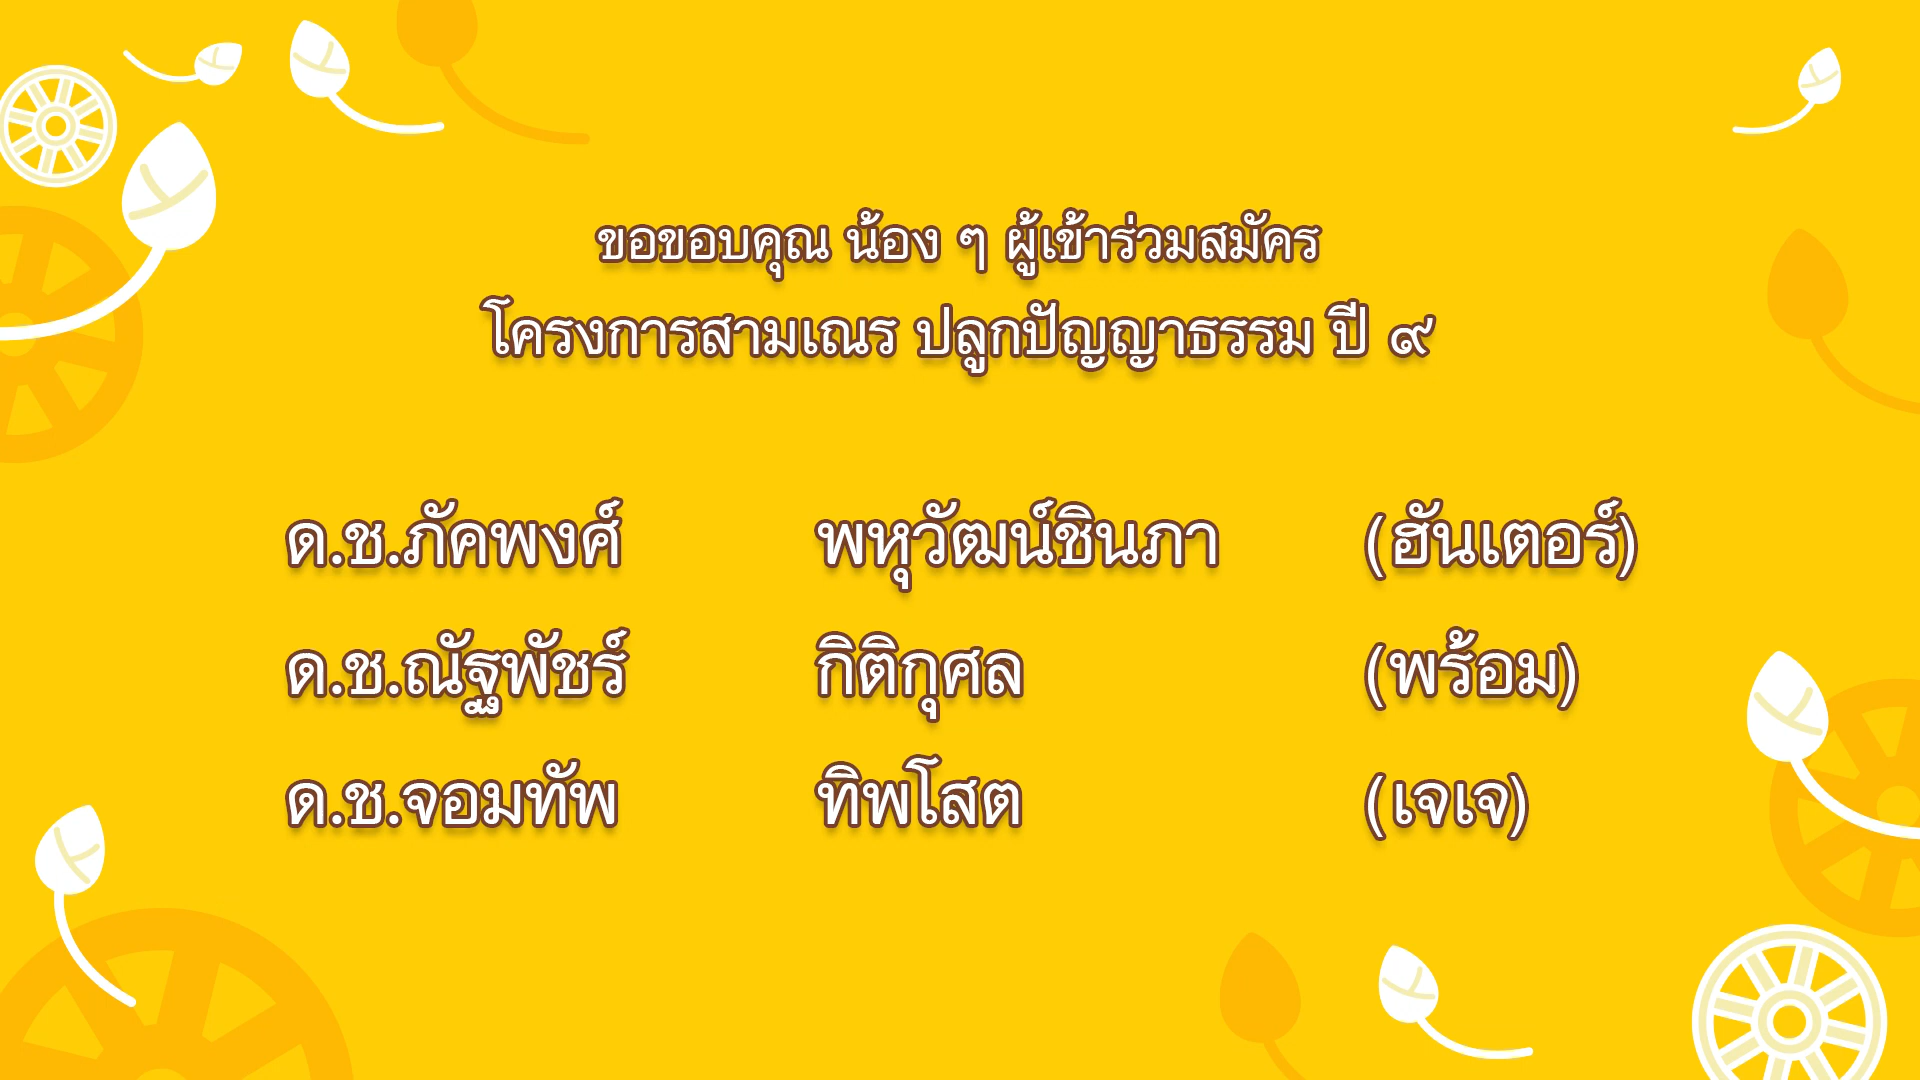 ขอขอบคุณ น้อง ๆ ผู้เข้าร่วมสมัคร
โครงการสามเณร ปลูกปัญญาธรรม ปี ๙
ด.ช.ภัคพงศ์ พหุวัฒน์ชินภา (ฮันเตอร์)
ด.ช.ณัฐพัชร์ กิติกุศล (พร้อม)
ด.ช.จอมทัพ ทิพโสต (เจเจ)